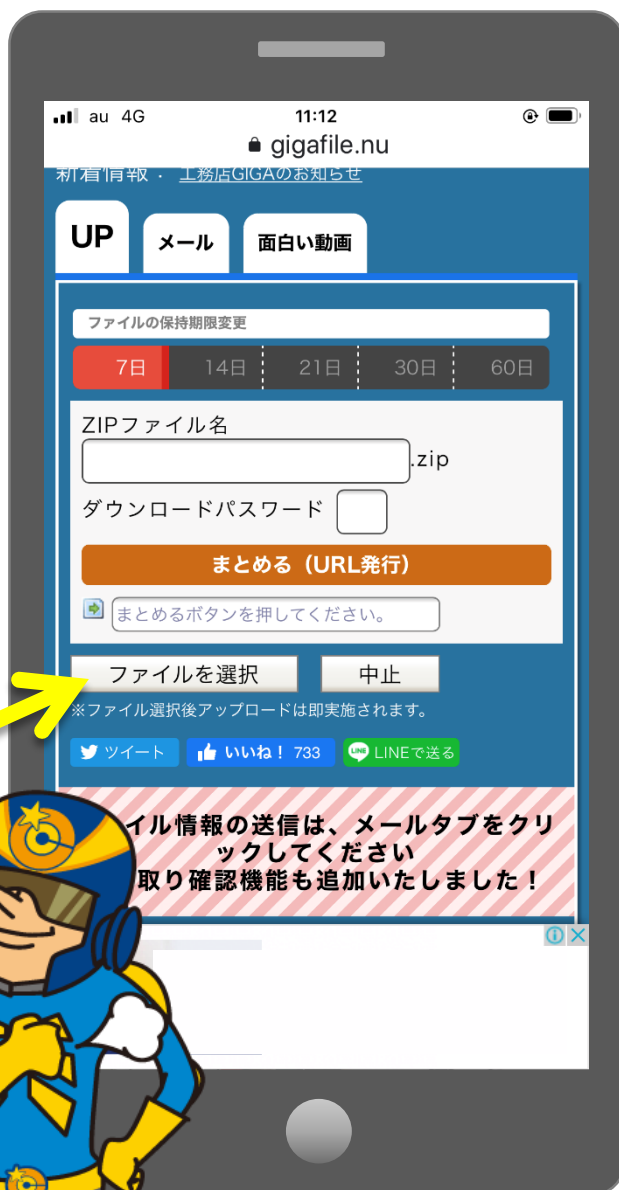 au 4G 11:12
gigafile.nu
新着情報 : 工務店GIGAのお知らせ
UP メール 面白い動画
ファイルの保持期限変更
7日 14日 21日 30日 60日
ZIPファイル名
.zip
ダウンロードパスワード
まとめる（URL発行）
まとめるボタンを押してください。
ファイルを選択 中止
※ファイル選択後アップロードは即実施されます。
ツイート いいね！ 733 LINE LINEで送る
イル情報の送信は、メールタブをクリ
ックしてください
取り確認機能も追加いたしました！